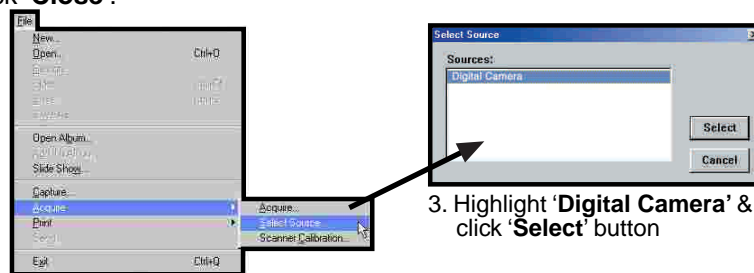 'Close'.
File
New...
Open.. Ctrl+O
Open Album...
Slide Show...
Capture...
Acquire
Print
Exit Ctrl+Q
Acquire...
Select Source...
Scanner Calibration...
Select Source
Sources:
Digital Camera
Select
Cancel
3. Highlight 'Digital Camera' &
click 'Select' button